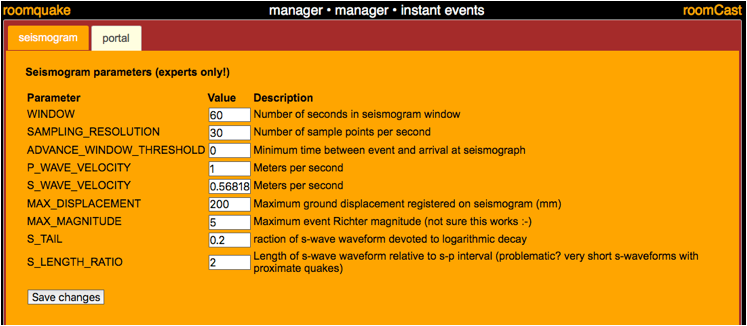 roomquake manager • manager • instant events roomCast
seismogram portal
Seismogram parameters (experts only!)
Parameter Value Description
WINDOW 60 Number of seconds in seismogram window
SAMPLING_RESOLUTION 30 Number of sample points per second
ADVANCE_WINDOW_THRESHOLD 0 Minimum time between event and arrival at seismograph
P_WAVE_VELOCITY 1 Meters per second
S_WAVE_VELOCITY 0.56818 Meters per second
MAX_DISPLACEMENT 200 Maximum ground displacement registered on seismogram (mm)
MAX_MAGNITUDE 5 Maximum event Richter magnitude (not sure this works :-)
S_TAIL 0.2 raction of s-wave waveform devoted to logarithmic decay
S_LENGTH_RATIO 2 Length of s-wave waveform relative to s-p interval (problematic? very short s-waveforms with
proximate quakes)
Save changes